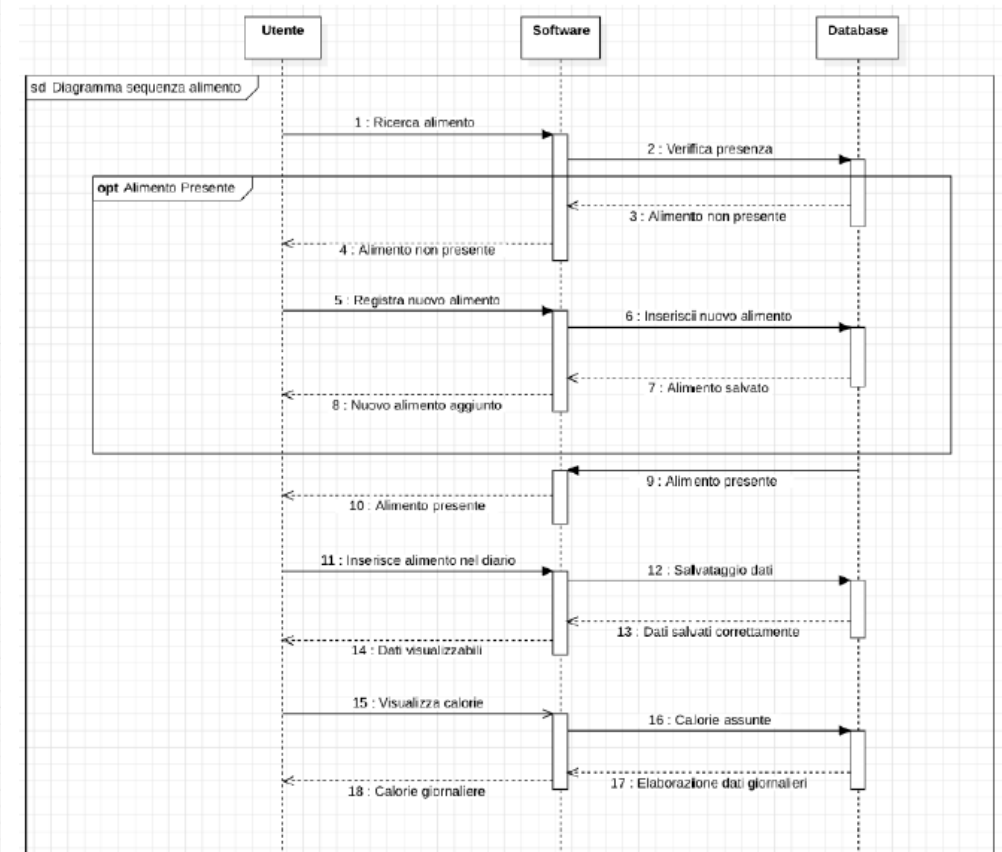 Utente
Software
Database
sd Diagramma sequenza alimento
1 : Ricerca alimento
2 : Verifica presenza
opt Alimento Presente
3 : Alimento non presente
4 : Alimento non presente
5 : Registra nuovo alimento
6 : Inseriscii nuovo alimento
7 : Alimento salvato
8 : Nuovo alimento aggiunto
9 : Alimento presente
10 : Alimento presente
11 : Inserisce alimento nel diario
12 : Salvataggio dati
13 : Dati salvati correttamente
14 : Dati visualizzabili
15 : Visualizza calorie
16 : Calorie assunte
17 : Elaborazione dati giornalieri
18 : Calorie giornaliere